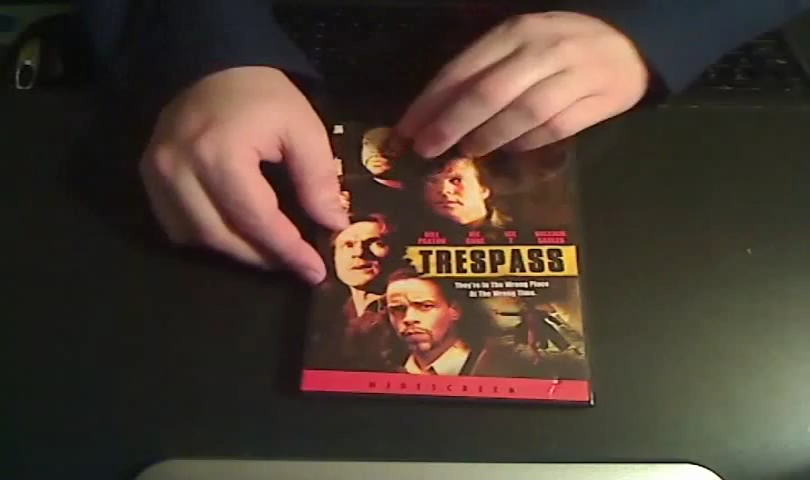 BILL PAXTON ICE CUBE ICE T WILLIAM SADLER
TRESPASS
They're In The Wrong Place
At The Wrong Time.
WIDESCREEN